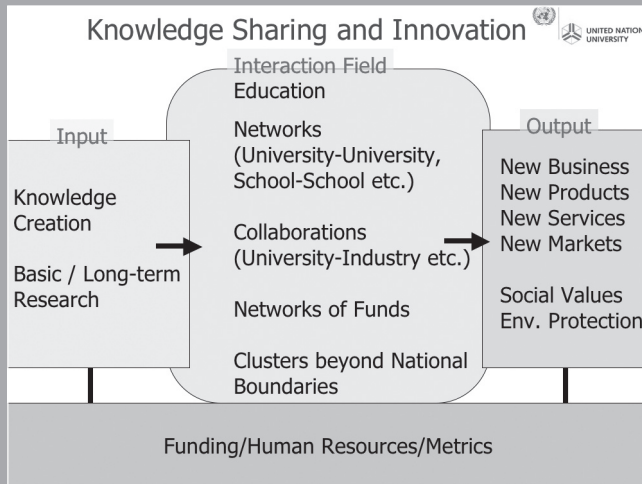 Knowledge Sharing and Innovation
UNITED NATION
UNIVERSITY
Input
Knowledge
Creation
Basic / Long-term
Research
Interaction Field
Education
Networks
(University-University,
School-School etc.)
Collaborations
(University-Industry etc.)
Networks of Funds
Clusters beyond National
Boundaries
Output
New Business
New Products
New Services
New Markets
Social Values
Env. Protection
Funding/Human Resources/Metrics